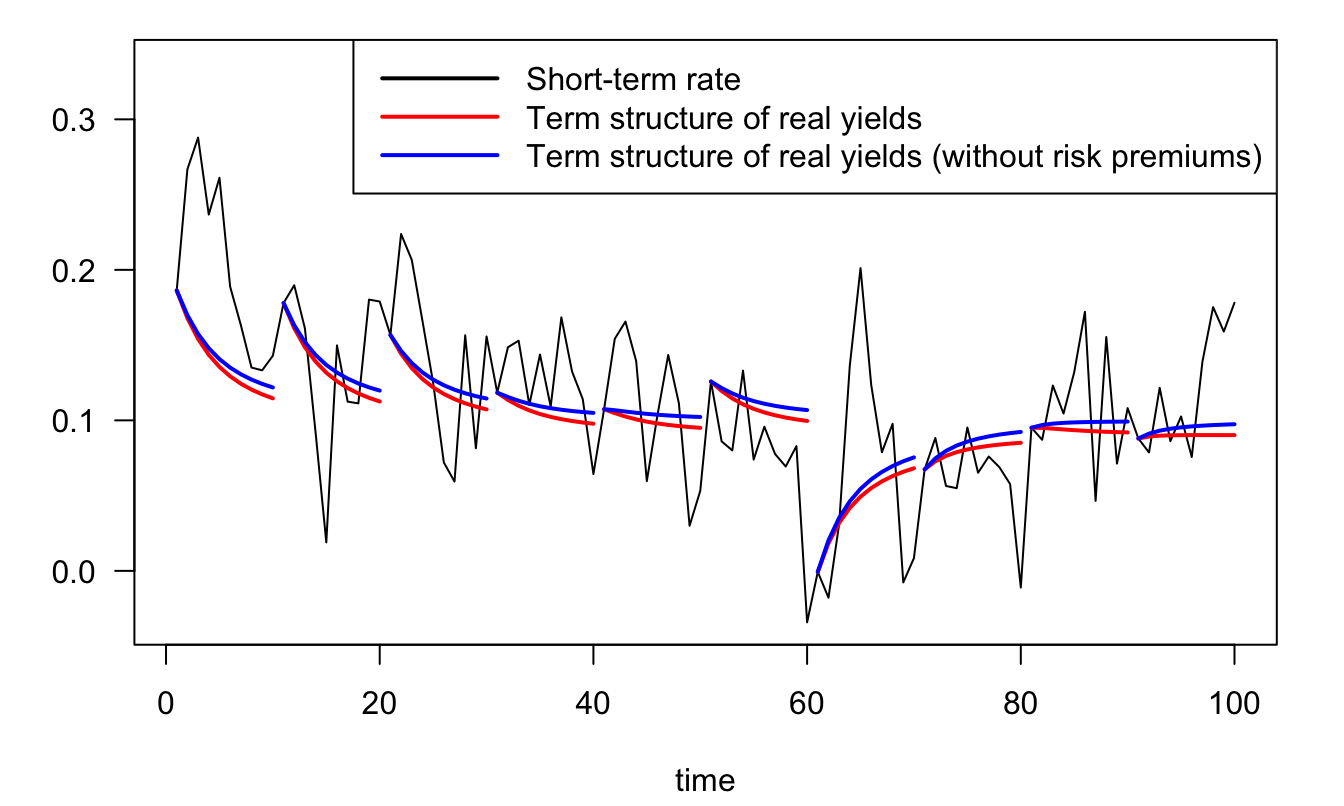 Short-term rate
Term structure of real yields
Term structure of real yields (without risk premiums)
0.3
0.2
0.1
0.0
0 20 40 60 80 100
time